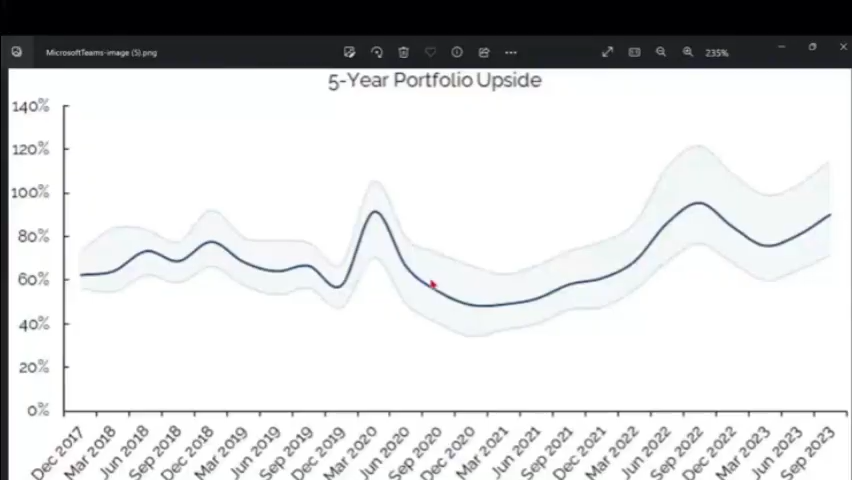 MicrosoftTeams-image (5).png
235%
5-Year Portfolio Upside
140%
120%
100%
80%
60%
40%
20%
0%
Dec 2017
Mar 2018
Jun 2018
Sep 2018
Dec 2018
Mar 2019
Jun 2019
Sep 2019
Dec 2019
Mar 2020
Jun 2020
Sep 2020
Dec 2020
Mar 2021
Jun 2021
Sep 2021
Dec 2021
Mar 2022
Jun 2022
Sep 2022
Dec 2022
Mar 2023
Jun 2023
Sep 2023